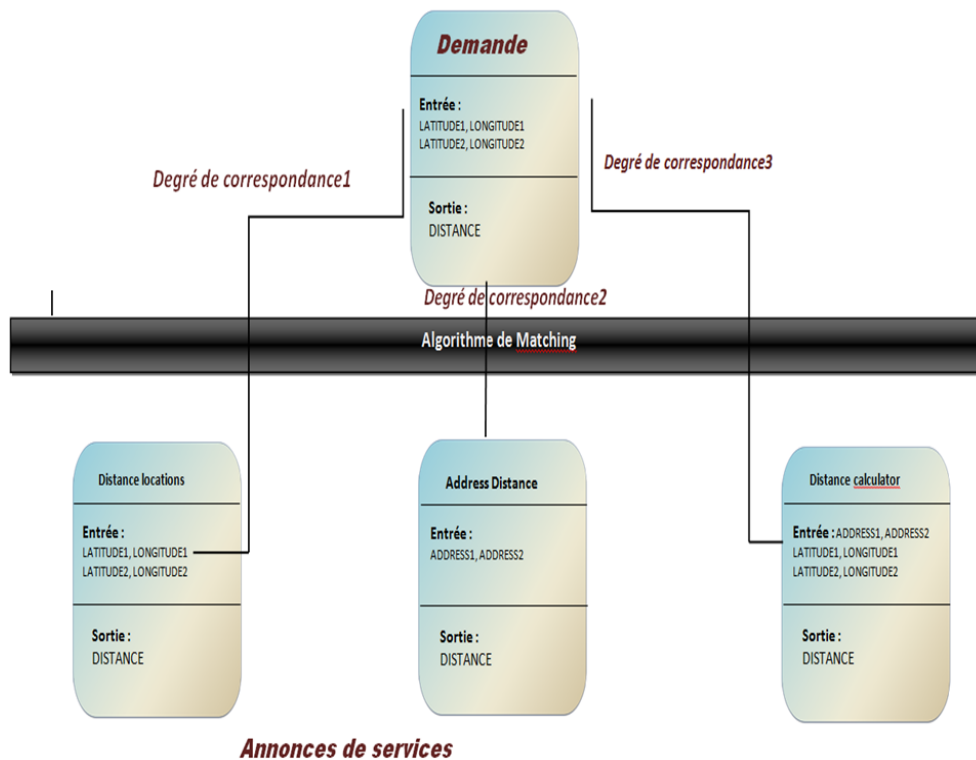 Demande
Entrée :
LATITUDE1, LONGITUDE1
LATITUDE2, LONGITUDE2
Sortie :
DISTANCE
Degré de correspondance1
Degré de correspondance3
Degré de correspondance2
Algorithme de Matching
Distance locations
Entrée :
LATITUDE1, LONGITUDE1
LATITUDE2, LONGITUDE2
Sortie :
DISTANCE
Address Distance
Entrée :
ADDRESS1, ADDRESS2
Sortie :
DISTANCE
Distance calculator
Entrée : ADDRESS1, ADDRESS2
LATITUDE1, LONGITUDE1
LATITUDE2, LONGITUDE2
Sortie :
DISTANCE
Annonces de services